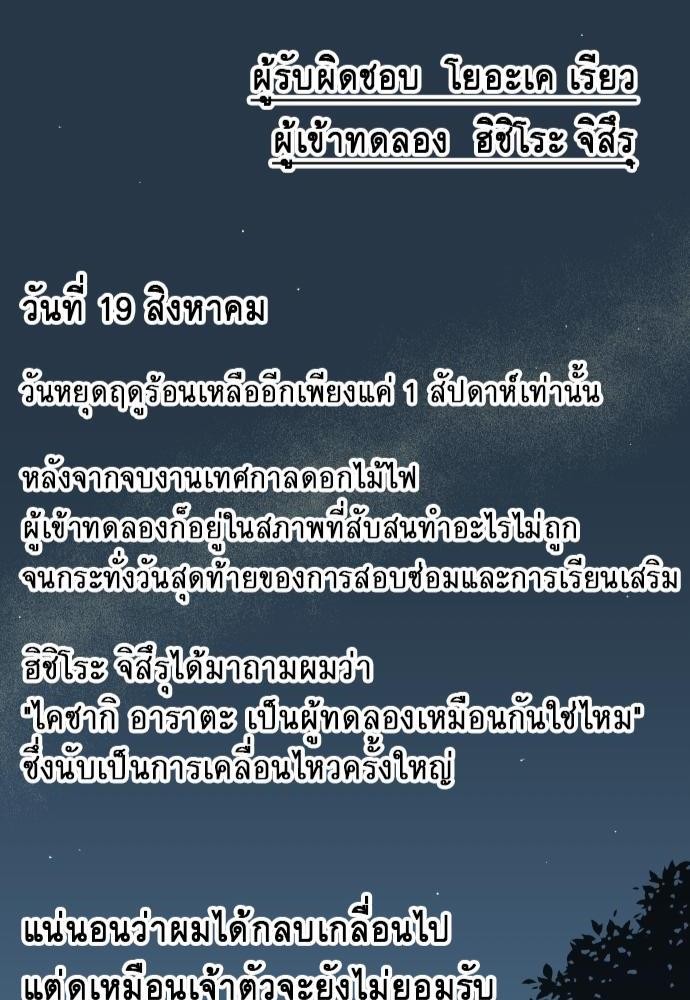 ผู้รับผิดชอบ โยอะเค เรียว
ผู้เข้าทดลอง ฮิชิโระ จิสึรุ
วันที่ 19 สิงหาคม
วันหยุดฤดูร้อนเหลืออีกเพียงแค่ 1 สัปดาห์เท่านั้น
หลังจากจบงานเทศกาลดอกไม้ไฟ
ผู้เข้าทดลองก็อยู่ในสภาพที่สับสนทำอะไรไม่ถูก
จนกระทั่งวันสุดท้ายของการสอบซ่อมและการเรียนเสริม
ฮิชิโระ จิสึรุได้มาถามผมว่า
"ไคซากิ อาราตะ เป็นผู้ทดลองเหมือนกันใช่ไหม"
ซึ่งนับเป็นการเคลื่อนไหวครั้งใหญ่
แน่นอนว่าผมได้กลบเกลื่อนไป
แต่ดูเหมือนเจ้าตัวจะยังไม่ยอมรับ